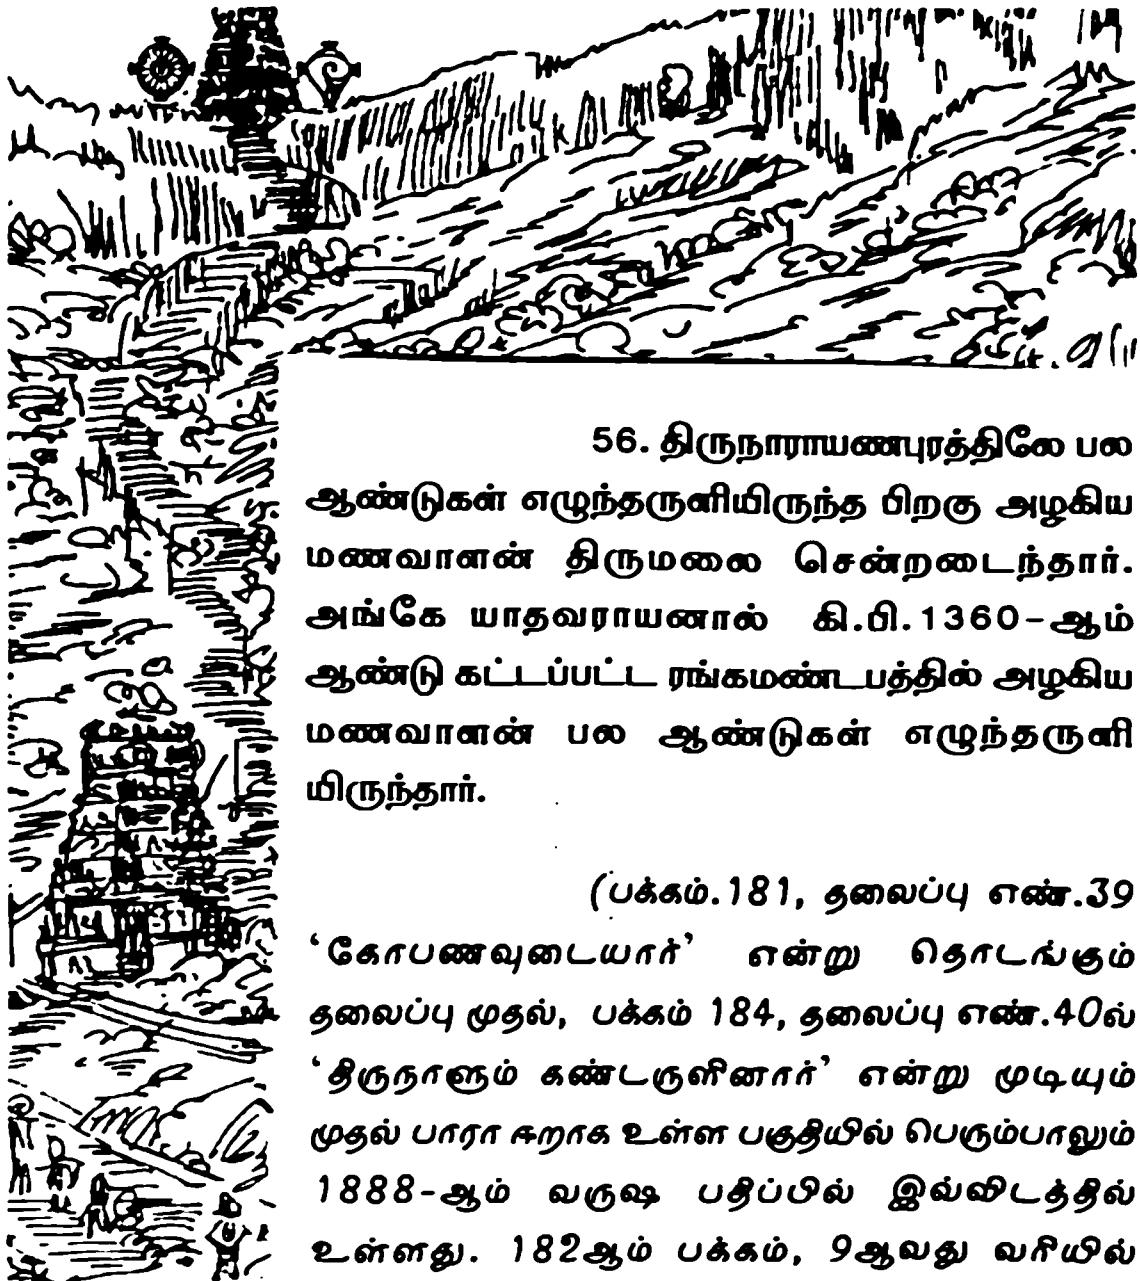 56. திருநாராயணபுரத்திலே பல
ஆண்டுகள் எழுந்தருளியிருந்த பிறகு அழகிய
மணவாளன் திருமலை சென்றடைந்தார்.
அங்கே யாதவராயனால் கி.பி.1360-ஆம்
ஆண்டு கட்டப்பட்ட ரங்கமண்டபத்தில் அழகிய
மணவாளன் பல ஆண்டுகள் எழுந்தருளி
யிருந்தார்.
(பக்கம்.181, தலைப்பு எண்.39
‘கோபணவுடையார்’ என்று தொடங்கும்
தலைப்பு முதல், பக்கம் 184, தலைப்பு எண்.40ல்
‘திருநாளும் கண்டருளினார்’ என்று முடியும்
முதல் பாரா ஈறாக உள்ள பகுதியில் பெரும்பாலும்
1888-ஆம் வருஷ பதிப்பில் இவ்விடத்தில்
உள்ளது. 182ஆம் பக்கம், 9ஆவது வரியில்